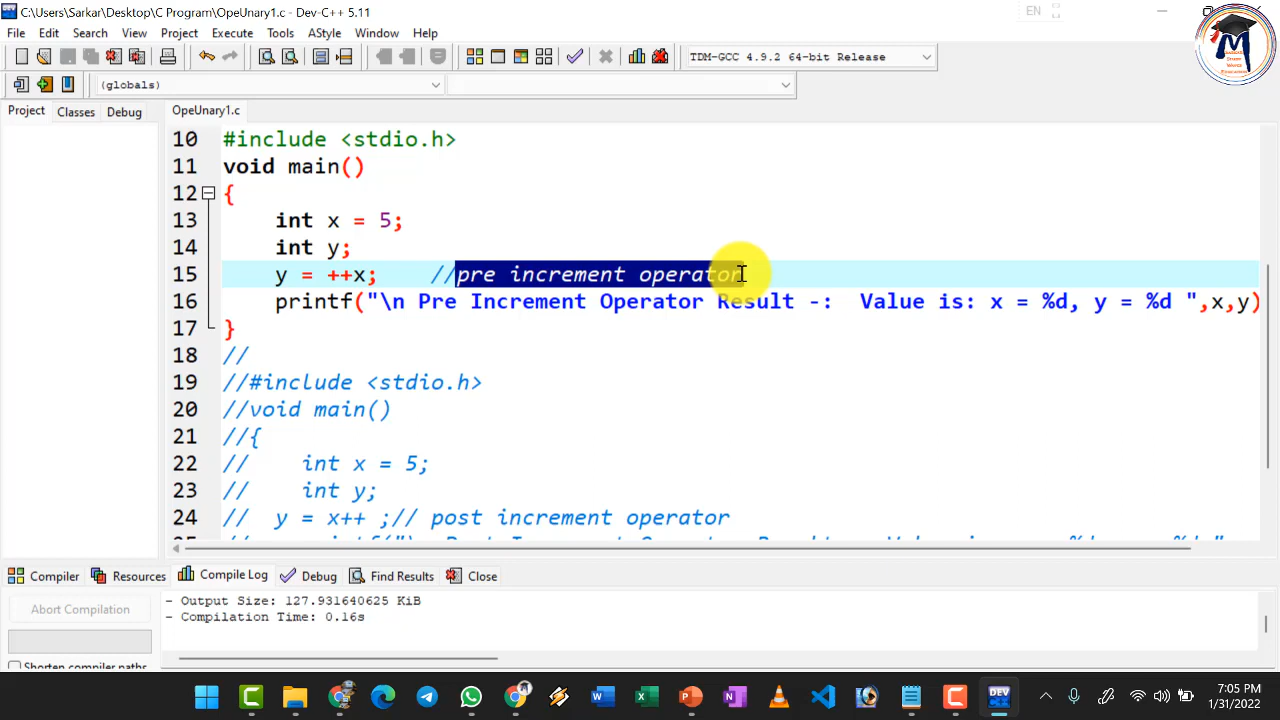 C:\Users\Sarkar\Desktop\C Program\OpeUnary1.c - Dev-C++ 5.11
EN
File Edit Search View Project Execute Tools AStyle Window Help
TDM-GCC 4.9.2 64-bit Release
(globals)
Project Classes Debug OpeUnary1.c
10 #include <stdio.h>
11 void main()
12 {
13 int x = 5;
14 int y;
15 y = ++x; //pre increment operator
16 printf("\n Pre Increment Operator Result -: Value is: x = %d, y = %d ",x,y)
17 }
18 //
19 //#include <stdio.h>
20 //void main()
21 //{
22 // int x = 5;
23 // int y;
24 // y = x++ ;// post increment operator
Compiler Resources Compile Log Debug Find Results Close
Abort Compilation
- Output Size: 127.931640625 KiB
- Compilation Time: 0.16s
Shorten compiler paths
7:05 PM
1/31/2022